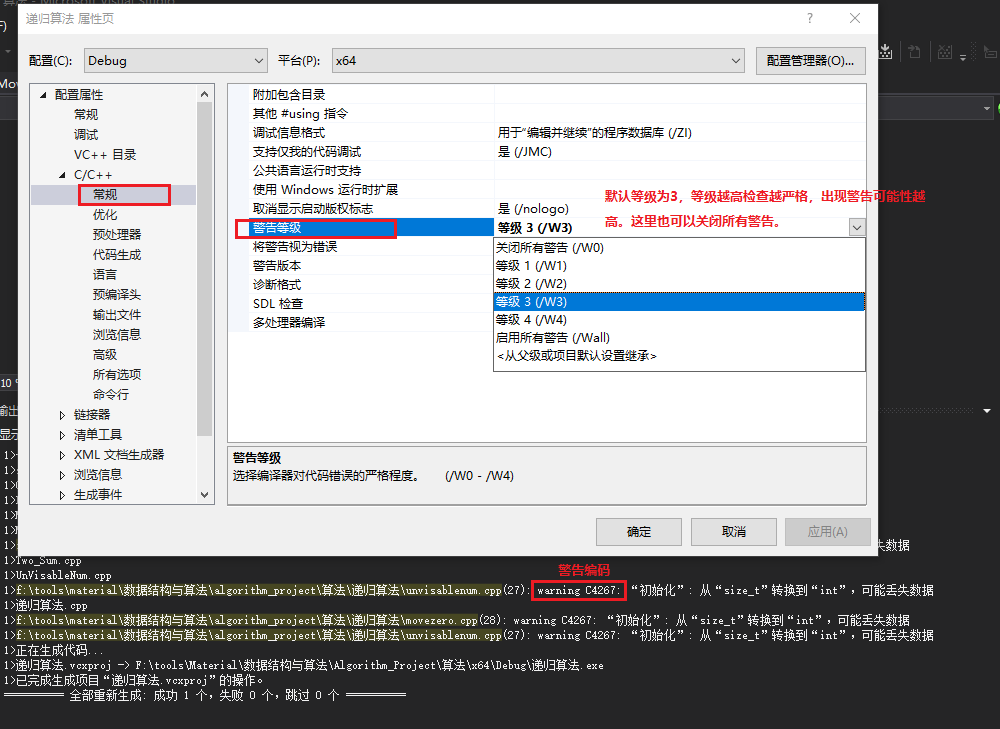 递归算法 属性页
?
配置(C):
Debug
平台(P):
x64
配置管理器(O)...
配置属性
常规
调试
VC++ 目录
C/C++
常规
优化
预处理器
代码生成
语言
预编译头
输出文件
浏览信息
高级
所有选项
命令行
链接器
清单工具
XML 文档生成器
浏览信息
生成事件
附加包含目录
其他 #using 指令
调试信息格式 用于“编辑并继续”的程序数据库 (/ZI)
支持仅我的代码调试 是 (/JMC)
公共语言运行时支持
使用 Windows 运行时扩展
取消显示启动版权标志 是 (/nologo)
警告等级 等级 3 (/W3)
将警告视为错误
警告版本
诊断格式
SDL 检查
多处理器编译
关闭所有警告 (/W0)
等级 1 (/W1)
等级 2 (/W2)
等级 3 (/W3)
等级 4 (/W4)
启用所有警告 (/Wall)
<从父级或项目默认设置继承>
默认等级为3，等级越高检查越严格，出现警告可能性越
高。这里也可以关闭所有警告。
警告等级
选择编译器对代码错误的严格程度。 (/W0 - /W4)
确定
取消
应用(A)
丢失数据
1>Two_Sum.cpp
警告编码
1>UnVisableNum.cpp
1>f:\tools\material\数据结构与算法\algorithm_project\算法\递归算法\unvisablenum.cpp(27): warning C4267: “初始化”: 从“size_t”转换到“int”，可能丢失数据
1>递归算法.cpp
1>f:\tools\material\数据结构与算法\algorithm_project\算法\递归算法\movezero.cpp(28): warning C4267: “初始化”: 从“size_t”转换到“int”，可能丢失数据
1>f:\tools\material\数据结构与算法\algorithm_project\算法\递归算法\unvisablenum.cpp(27): warning C4267: “初始化”: 从“size_t”转换到“int”，可能丢失数据
1>正在生成代码...
1>递归算法.vcxproj -> F:\tools\Material\数据结构与算法\Algorithm_Project\算法\x64\Debug\递归算法.exe
1>已完成生成项目“递归算法.vcxproj”的操作。
========== 全部重新生成: 成功 1 个，失败 0 个，跳过 0 个 ==========